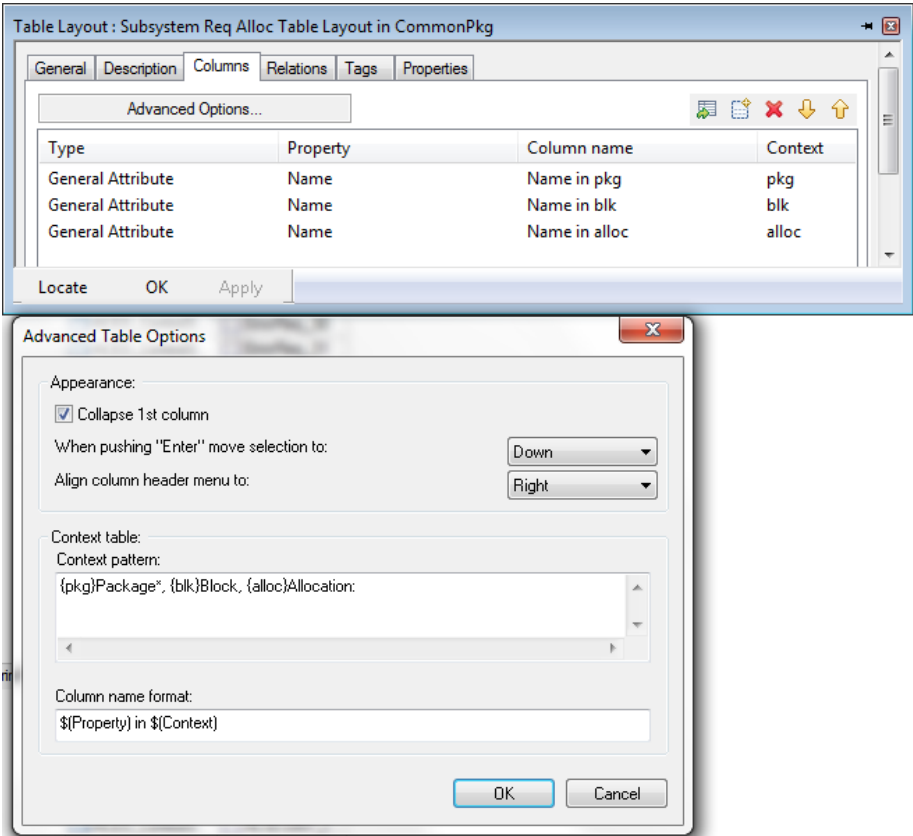 Table Layout : Subsystem Req Alloc Table Layout in CommonPkg
General Description Columns Relations Tags Properties
Advanced Options...
Type Property Column name Context
General Attribute Name Name in pkg pkg
General Attribute Name Name in blk blk
General Attribute Name Name in alloc alloc
Locate OK Apply
Advanced Table Options
Appearance:
Collapse 1st column
When pushing "Enter" move selection to: Down
Align column header menu to: Right
Context table:
Context pattern:
{pkg}Package*, {blk}Block, {alloc}Allocation:
Column name format:
$(Property) in $(Context)
OK Cancel